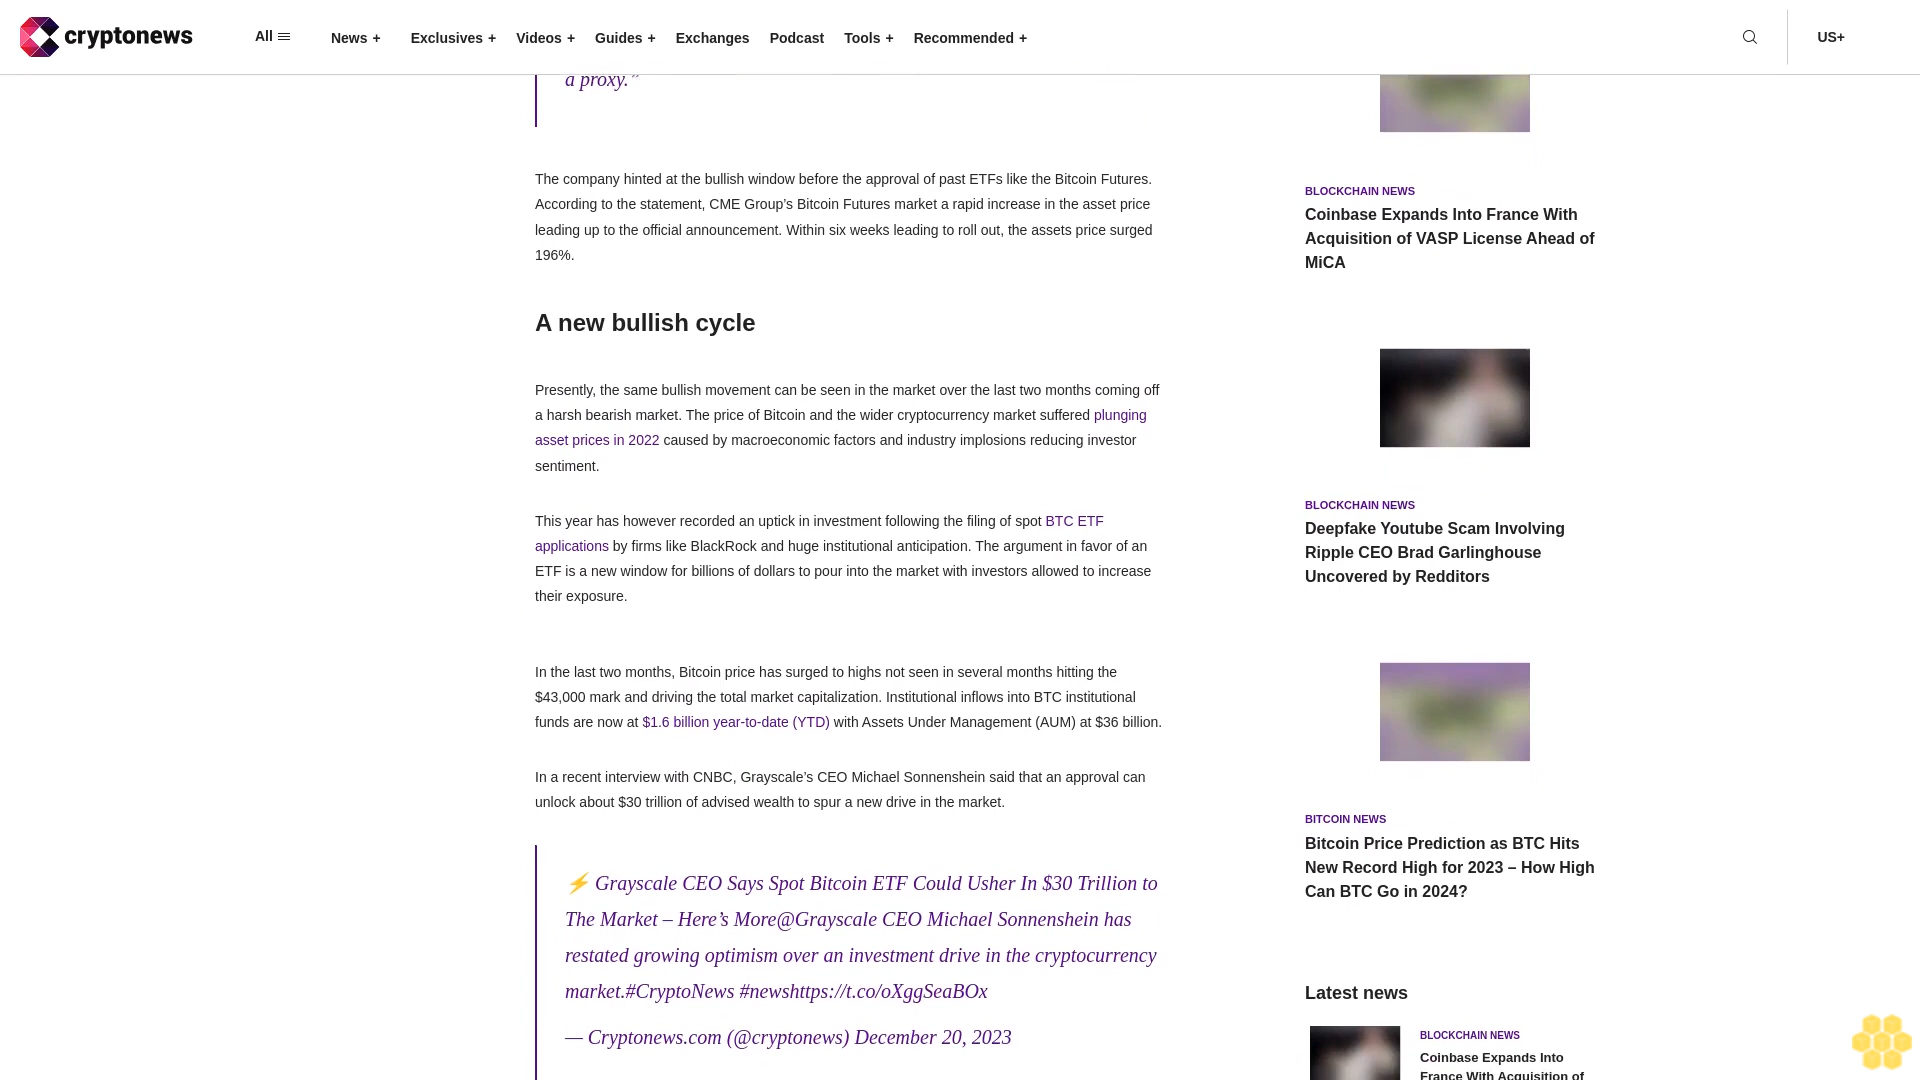 cryptonews
All
News +
Exclusives +
Videos +
Guides +
Exchanges
Podcast
Tools +
Recommended +
US+
a proxy.”
The company hinted at the bullish window before the approval of past ETFs like the Bitcoin Futures.
According to the statement, CME Group’s Bitcoin Futures market a rapid increase in the asset price
leading up to the official announcement. Within six weeks leading to roll out, the assets price surged
196%.
A new bullish cycle
Presently, the same bullish movement can be seen in the market over the last two months coming off
a harsh bearish market. The price of Bitcoin and the wider cryptocurrency market suffered plunging
asset prices in 2022 caused by macroeconomic factors and industry implosions reducing investor
sentiment.
This year has however recorded an uptick in investment following the filing of spot BTC ETF
applications by firms like BlackRock and huge institutional anticipation. The argument in favor of an
ETF is a new window for billions of dollars to pour into the market with investors allowed to increase
their exposure.
In the last two months, Bitcoin price has surged to highs not seen in several months hitting the
$43,000 mark and driving the total market capitalization. Institutional inflows into BTC institutional
funds are now at $1.6 billion year-to-date (YTD) with Assets Under Management (AUM) at $36 billion.
In a recent interview with CNBC, Grayscale’s CEO Michael Sonnenshein said that an approval can
unlock about $30 trillion of advised wealth to spur a new drive in the market.
⚡ Grayscale CEO Says Spot Bitcoin ETF Could Usher In $30 Trillion to
The Market – Here’s More@Grayscale CEO Michael Sonnenshein has
restated growing optimism over an investment drive in the cryptocurrency
market.#CryptoNews #newshttps://t.co/oXggSeaBOx
— Cryptonews.com (@cryptonews) December 20, 2023
BLOCKCHAIN NEWS
Coinbase Expands Into France With
Acquisition of VASP License Ahead of
MiCA
BLOCKCHAIN NEWS
Deepfake Youtube Scam Involving
Ripple CEO Brad Garlinghouse
Uncovered by Redditors
BITCOIN NEWS
Bitcoin Price Prediction as BTC Hits
New Record High for 2023 – How High
Can BTC Go in 2024?
Latest news
BLOCKCHAIN NEWS
Coinbase Expands Into
France With Acquisition of